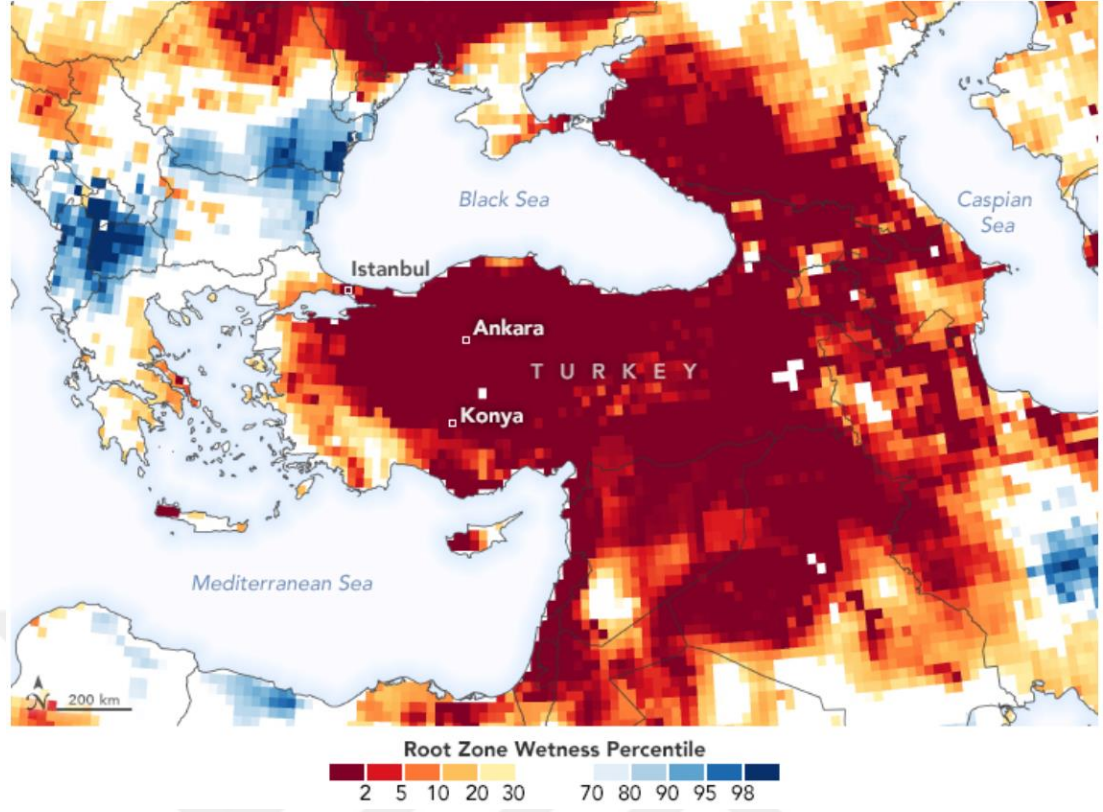 Black Sea
Caspian
Sea
Istanbul
Ankara
TURKEY
Konya
Mediterranean Sea
N
200 km
Root Zone Wetness Percentile
2 5 10 20 30 70 80 90 95 98